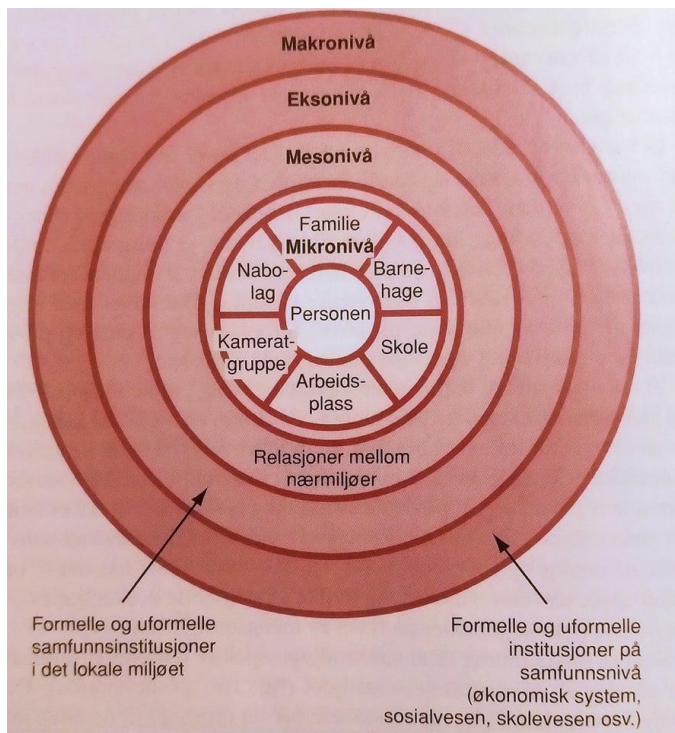 Makronivå
Eksonivå
Mesonivå
Familie
Mikronivå
Nabo-
lag
Barne-
hage
Personen
Kamerat-
gruppe
Skole
Arbeids-
plass
Relasjoner mellom
nærmiljøer
Formelle og uformelle
samfunnsinstitusjoner
i det lokale miljøet
Formelle og uformelle
institusjoner på
samfunnsnivå
(økonomisk system,
sosialvesen, skolevesen osv.)